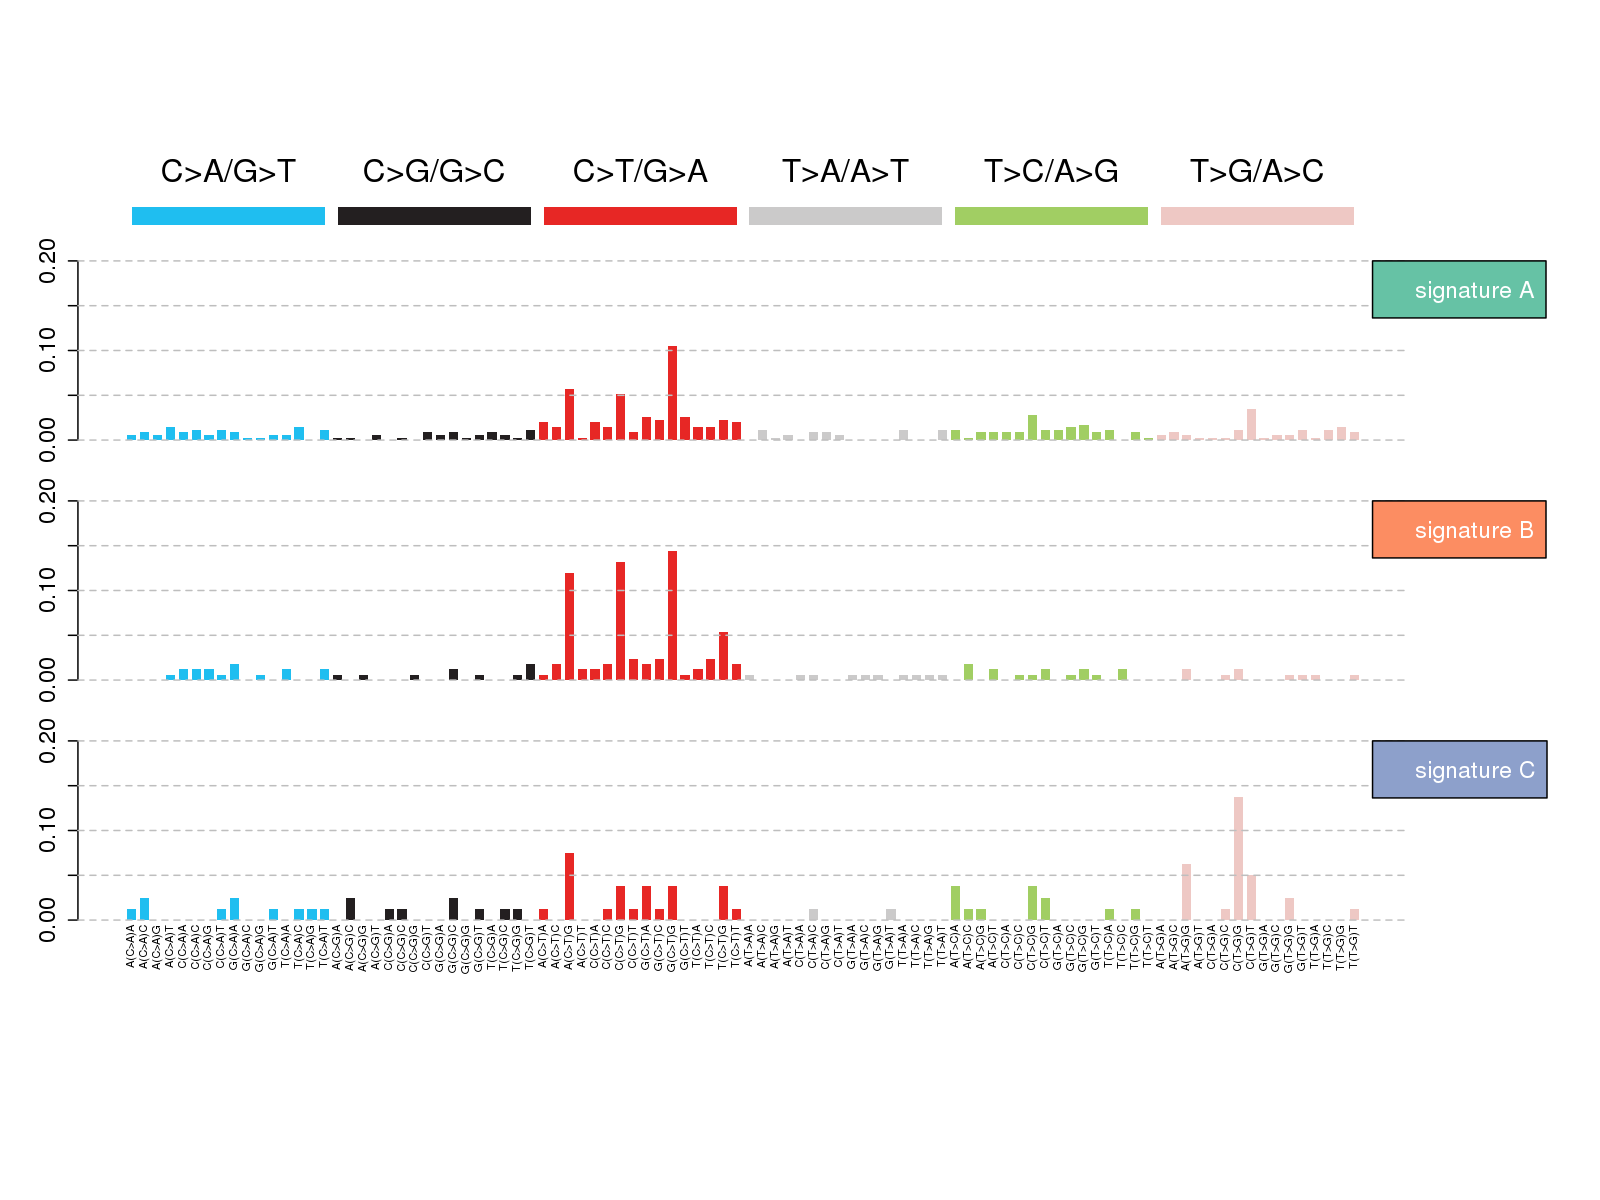 C>A/G>T C>G/G>C C>T/G>A T>A/A>T T>C/A>G T>G/A>C
0.20
0.10
0.00
signature A
0.20
0.10
0.00
signature B
0.20
0.10
0.00
signature C
A(C>A)A A(C>A)C A(C>A)G A(C>A)T C(C>A)A C(C>A)C C(C>A)G C(C>A)T G(C>A)A G(C>A)C G(C>A)G G(C>A)T T(C>A)A T(C>A)C T(C>A)G T(C>A)T A(C>G)A A(C>G)C A(C>G)G A(C>G)T C(C>G)A C(C>G)C C(C>G)G C(C>G)T G(C>G)A G(C>G)C G(C>G)G G(C>G)T T(C>G)A T(C>G)C T(C>G)G T(C>G)T A(C>T)A A(C>T)C A(C>T)G A(C>T)T C(C>T)A C(C>T)C C(C>T)G C(C>T)T G(C>T)A G(C>T)C G(C>T)G G(C>T)T T(C>T)A T(C>T)C T(C>T)G T(C>T)T A(T>A)A A(T>A)C A(T>A)G A(T>A)T C(T>A)A C(T>A)C C(T>A)G C(T>A)T G(T>A)A G(T>A)C G(T>A)G G(T>A)T T(T>A)A T(T>A)C T(T>A)G T(T>A)T A(T>C)A A(T>C)C A(T>C)G A(T>C)T C(T>C)A C(T>C)C C(T>C)G C(T>C)T G(T>C)A G(T>C)C G(T>C)G G(T>C)T T(T>C)A T(T>C)C T(T>C)G T(T>C)T A(T>G)A A(T>G)C A(T>G)G A(T>G)T C(T>G)A C(T>G)C C(T>G)G C(T>G)T G(T>G)A G(T>G)C G(T>G)G G(T>G)T T(T>G)A T(T>G)C T(T>G)G T(T>G)T